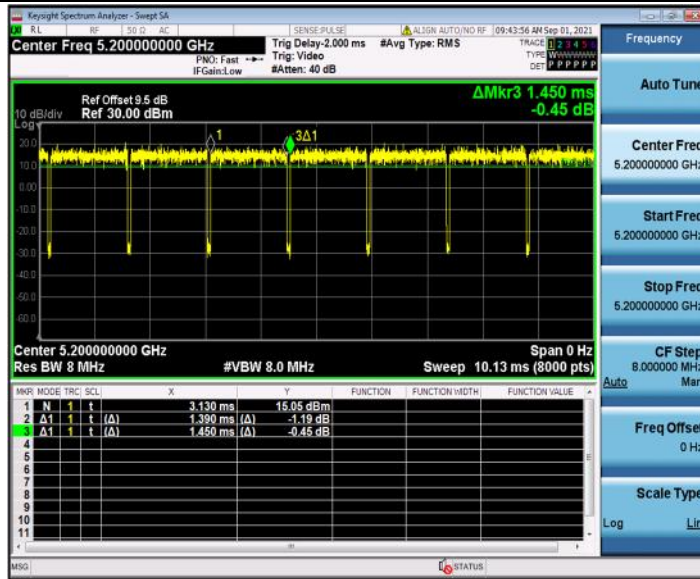 Keysight Spectrum Analyzer - Swept SA
RL RF 50 Ω AC SENSE:PULSE ALIGN AUTO/NO RF 09:43:56 AM Sep 01, 2021
Center Freq 5.200000000 GHz Trig Delay-2.000 ms #Avg Type: RMS TRACE 1 2 3 4 5 6
PNO: Fast Trig: Video TYPE
IFGain:Low #Atten: 40 dB DET P P P P P P
ΔMkr3 1.450 ms
Ref Offset 9.5 dB
10 dB/div Ref 30.00 dBm -0.45 dB
Log
1 3Δ1
20.0
10.0
0.00
-10.0
-20.0
-30.0
-40.0
-50.0
-60.0
Center 5.200000000 GHz Span 0 Hz
Res BW 8 MHz #VBW 8.0 MHz Sweep 10.13 ms (8000 pts)
MKR MODE TRC SCL X Y FUNCTION FUNCTION WIDTH FUNCTION VALUE
1 N 1 t 3.130 ms 15.05 dBm
2 Δ1 1 t (Δ) 1.390 ms (Δ) -1.19 dB
3 Δ1 1 t (Δ) 1.450 ms (Δ) -0.45 dB
4
5
6
7
8
9
10
11
MSG STATUS
Frequency
Auto Tune
Center Freq
5.200000000 GHz
Start Freq
5.200000000 GHz
Stop Freq
5.200000000 GHz
CF Step
8.000000 MHz
Auto Man
Freq Offset
0 Hz
Scale Type
Log Lin